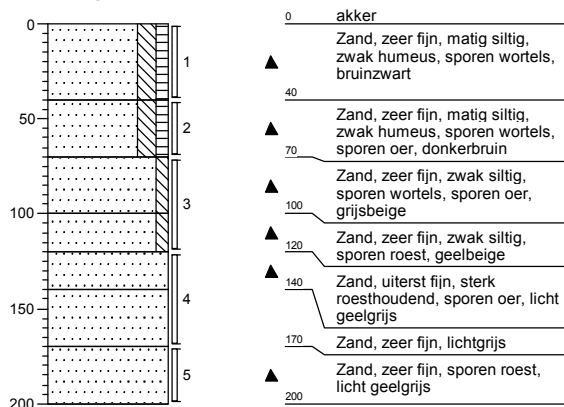 0
50
100
150
200
1
2
3
4
5
0
akker
Zand, zeer fijn, matig siltig,
zwak humeus, sporen wortels,
bruinzwart
40
Zand, zeer fijn, matig siltig,
zwak humeus, sporen wortels,
sporen oer, donkerbruin
70
Zand, zeer fijn, zwak siltig,
sporen wortels, sporen oer,
grijsbeige
100
Zand, zeer fijn, zwak siltig,
sporen roest, geelbeige
120
Zand, uiterst fijn, sterk
roesthoudend, sporen oer, licht
geelgrijs
140
170
Zand, zeer fijn, lichtgrijs
Zand, zeer fijn, sporen roest,
licht geelgrijs
200